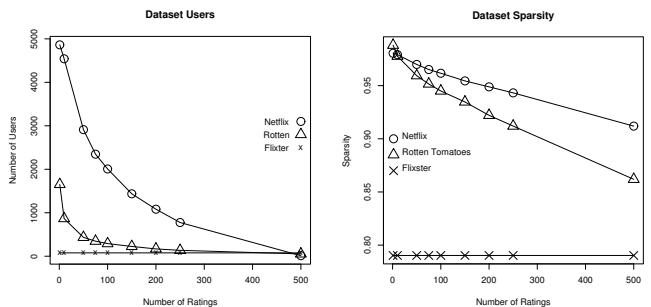 Dataset Users
Number of Users
0
1000
2000
3000
4000
5000
Netflix
Rotten
Flixter
0
100
200
300
400
500
Number of Ratings
Dataset Sparsity
Sparsity
0.80
0.85
0.90
0.95
Netflix
Rotten Tomatoes
Flixster
0
100
200
300
400
500
Number of Ratings